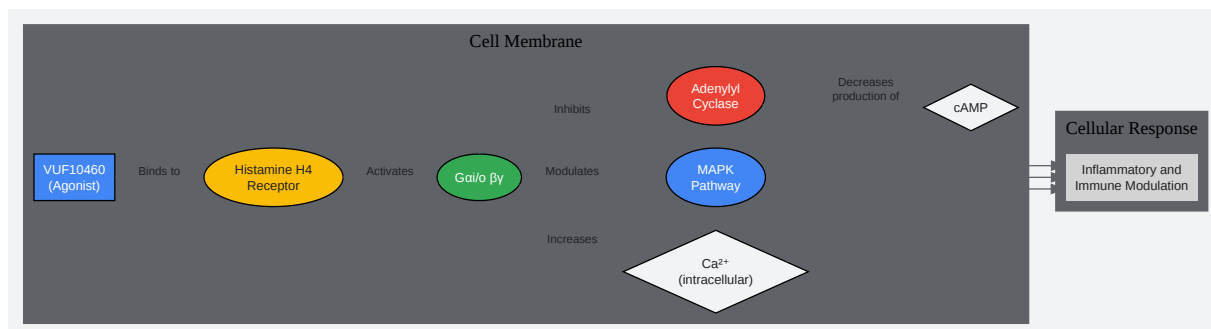 Cell Membrane
VUF10460
(Agonist)
Binds to
Histamine H4
Receptor
Activates
Gαi/o βγ
Inhibits
Modulates
Increases
Adenylyl
Cyclase
MAPK
Pathway
Ca²⁺
(intracellular)
Decreases
production of
cAMP
Cellular Response
Inflammatory and
Immune Modulation